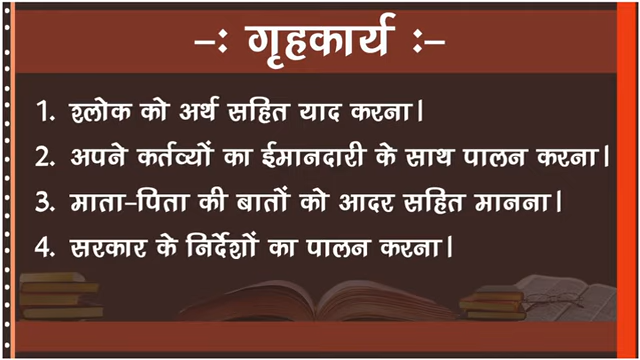 -: गृहकार्य :-
1. श्लोक को अर्थ सहित याद करना।
2. अपने कर्तव्यों का ईमानदारी के साथ पालन करना।
3. माता-पिता की बातों को आदर सहित मानना।
4. सरकार के निर्देशों का पालन करना।